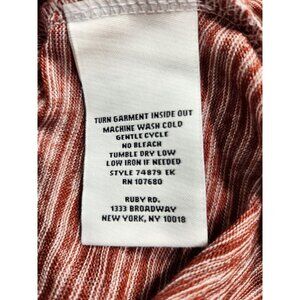 TURN GARMENT INSIDE OUT
MACHINE WASH COLD
GENTLE CYCLE
NO BLEACH
TUMBLE DRY LOW
LOW IRON IF NEEDED
STYLE 74879 EK
RN 107680
RUBY RD.
1333 BROADWAY
NEW YORK, NY 10018